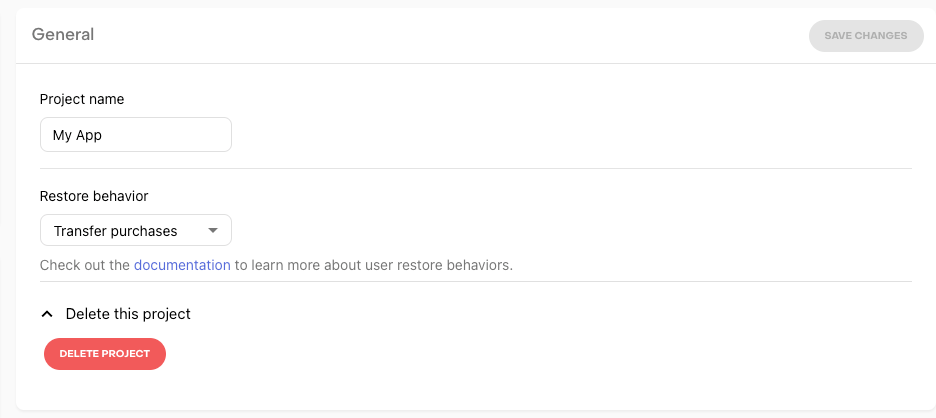 General
SAVE CHANGES
Project name
My App
Restore behavior
Transfer purchases
Check out the documentation to learn more about user restore behaviors.
Delete this project
DELETE PROJECT